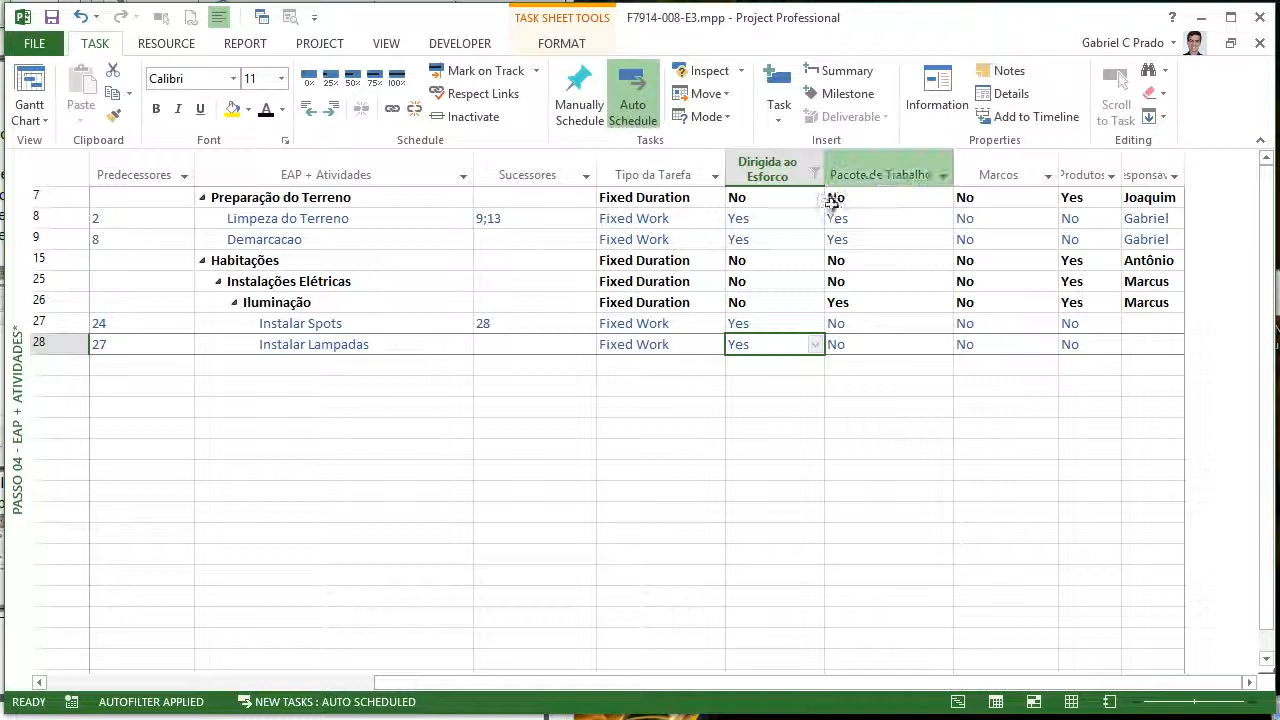 TASK SHEET TOOLS
F7914-008-E3.mpp - Project Professional
FILE TASK RESOURCE REPORT PROJECT VIEW DEVELOPER FORMAT
Gabriel C Prado
Gantt Chart
View
Paste
Clipboard
Calibri 11
B I U A
Font
0% 25% 50% 75% 100%
Mark on Track
Respect Links
Inactivate
Schedule
Manually Schedule
Auto Schedule
Inspect
Move
Mode
Tasks
Task
Summary
Milestone
Deliverable
Insert
Information
Notes
Details
Add to Timeline
Properties
Scroll to Task
Editing
Predecessores EAP + Atividades Sucessores Tipo da Tarefa Dirigida ao Esforco Pacote de Trabalho Marcos Produtos
7 Preparação do Terreno Fixed Duration No No No Yes Joaquim
8 2 Limpeza do Terreno 9;13 Fixed Work Yes Yes No No Gabriel
9 8 Demarcacao Fixed Work Yes Yes No No Gabriel
15 Habitações Fixed Duration No No No Yes Antônio
25 Instalações Elétricas Fixed Duration No No No Yes Marcus
26 Iluminação Fixed Duration No Yes No Yes Marcus
27 24 Instalar Spots 28 Fixed Work Yes No No No
28 27 Instalar Lampadas Fixed Work Yes No No No
PASSO 04 - EAP + ATIVIDADES*
READY AUTOFILTER APPLIED NEW TASKS : AUTO SCHEDULED